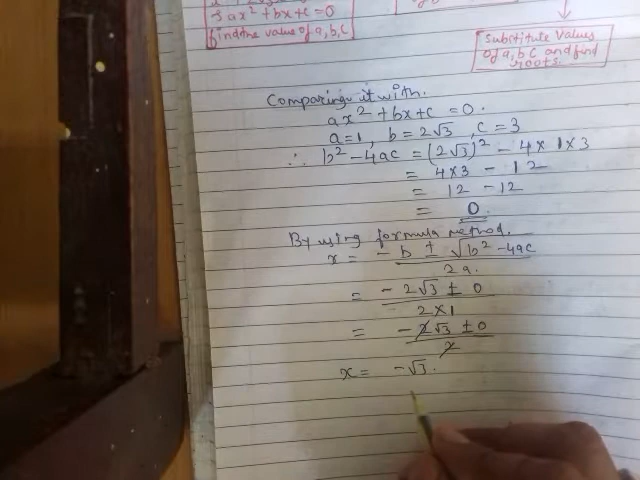 ax² + bx + c = 0
find the value of a, b, c
Substitute values
of a, b, c and find
roots.
Comparing it with.
ax² + bx + c = 0.
a = 1, b = 2√3, c = 3
∴ b² - 4ac = (2√3)² - 4 × 1 × 3
= 4×3 - 12
= 12 - 12
= 0
By using formula method.
x = - b ± √b² - 4ac
2a.
= - 2√3 ± 0
2 × 1
= - 2√3 ± 0
2
x = - √3.